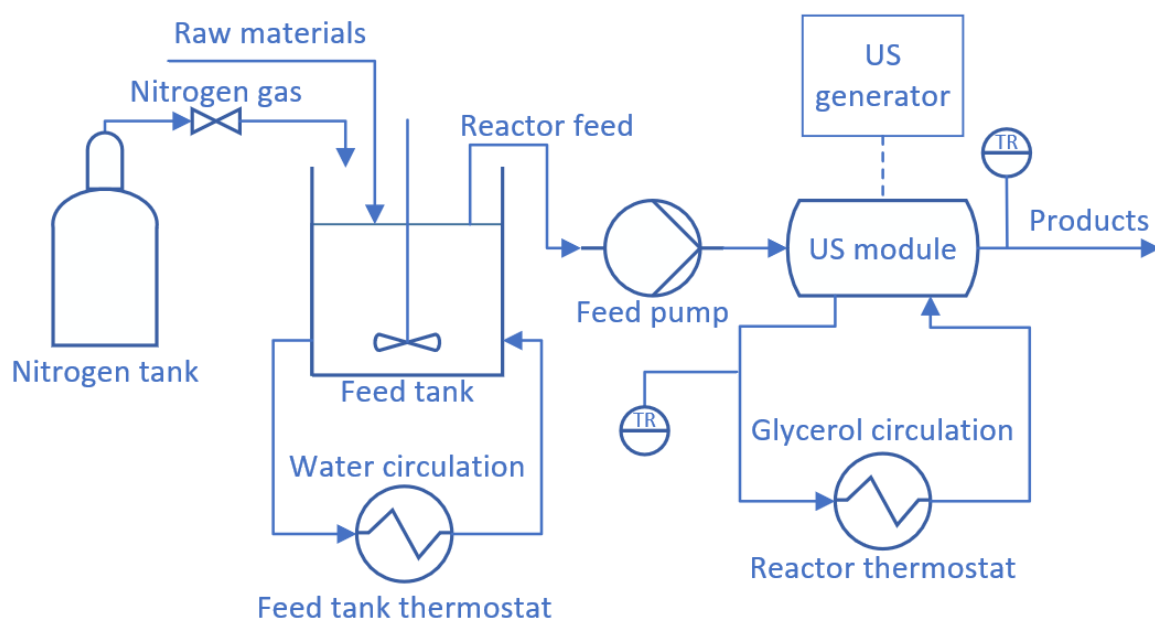 Raw materials
Nitrogen gas
US
generator
Reactor feed
TR
Products
US module
Feed pump
Nitrogen tank
Feed tank
TR
Glycerol circulation
Water circulation
Reactor thermostat
Feed tank thermostat